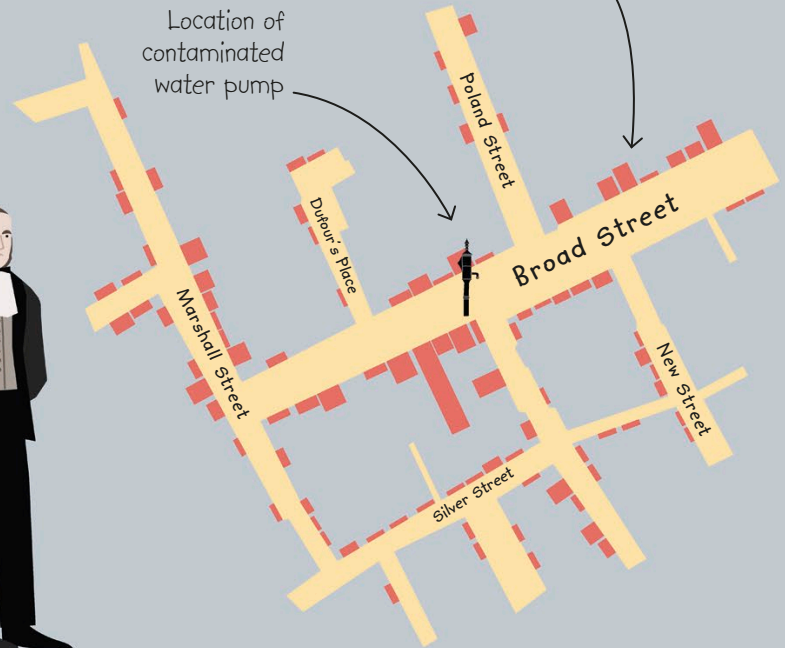 Location of
contaminated
water pump
Poland Street
Dufour's Place
Broad Street
Marshall Street
New Street
Silver Street